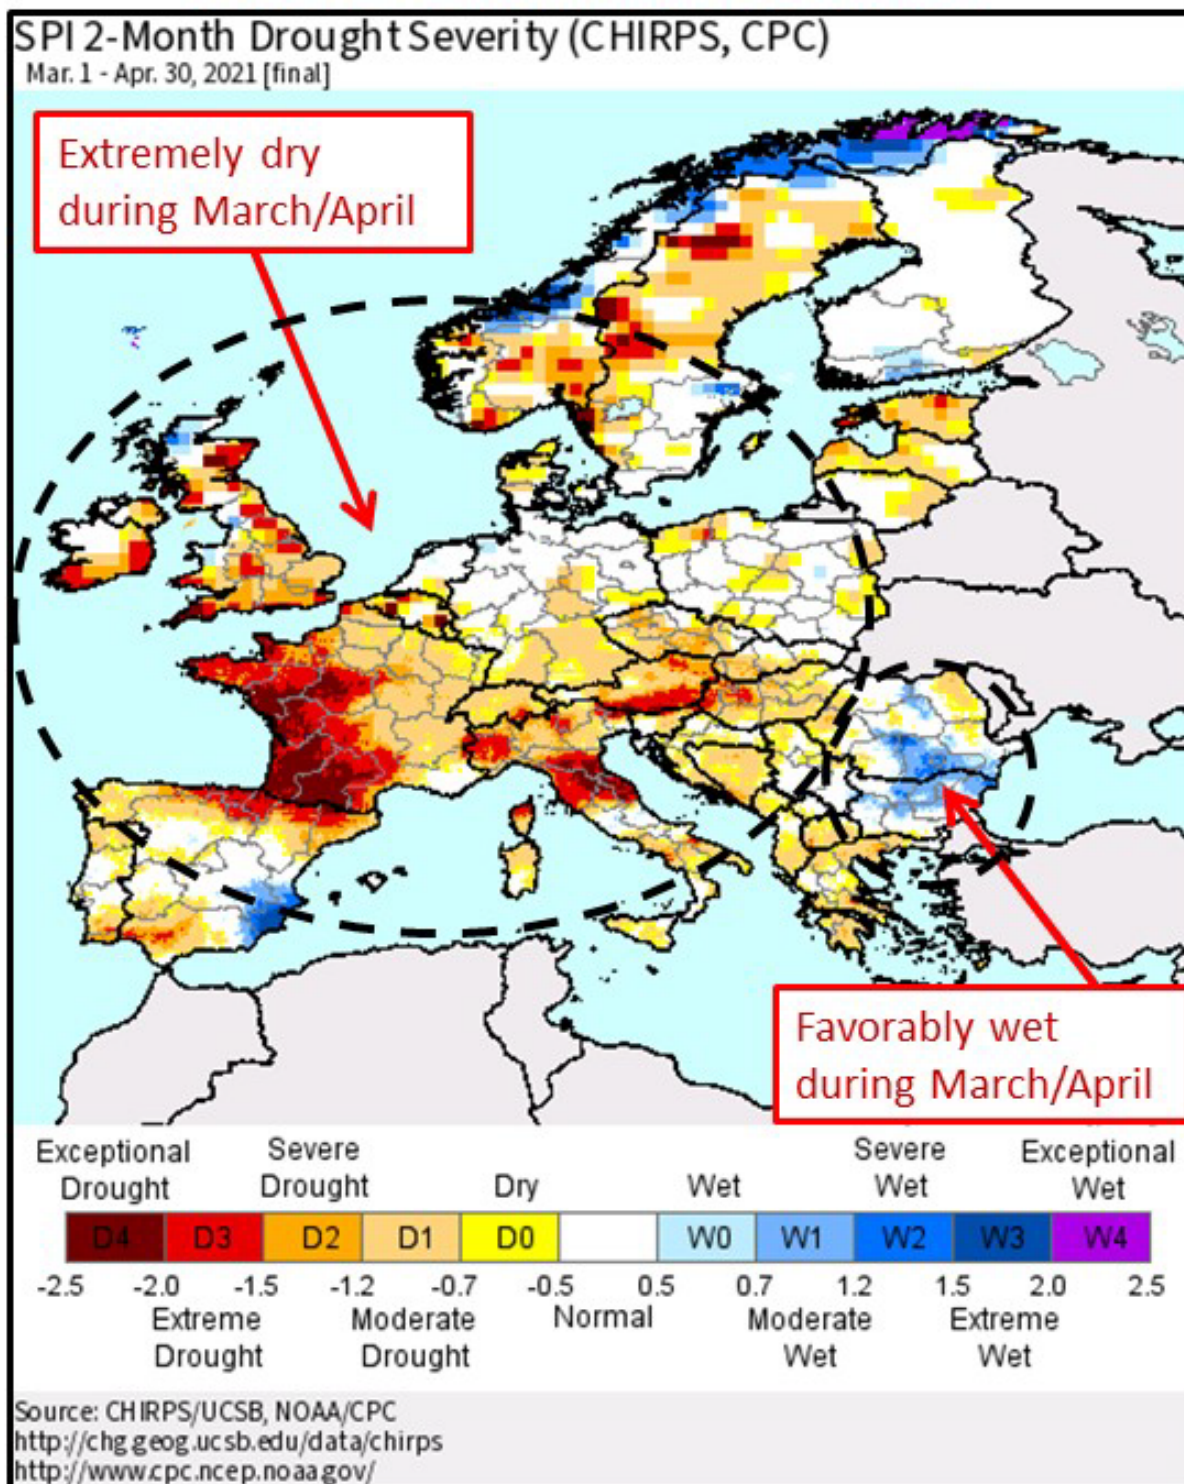 SPI 2-Month Drought Severity (CHIRPS, CPC)
Mar. 1 - Apr. 30, 2021 [final]
Extremely dry
during March/April
Favorably wet
during March/April
Exceptional Drought
Severe Drought
Dry
Wet
Severe Wet
Exceptional Wet
D4 D3 D2 D1 D0 W0 W1 W2 W3 W4
-2.5 -2.0 -1.5 -1.2 -0.7 -0.5 0.5 0.7 1.2 1.5 2.0 2.5
Extreme Drought
Moderate Drought
Normal
Moderate Wet
Extreme Wet
Source: CHIRPS/UCSB, NOAA/CPC
http://chg.geog.ucsb.edu/data/chirps
http://www.cpc.ncep.noaa.gov/